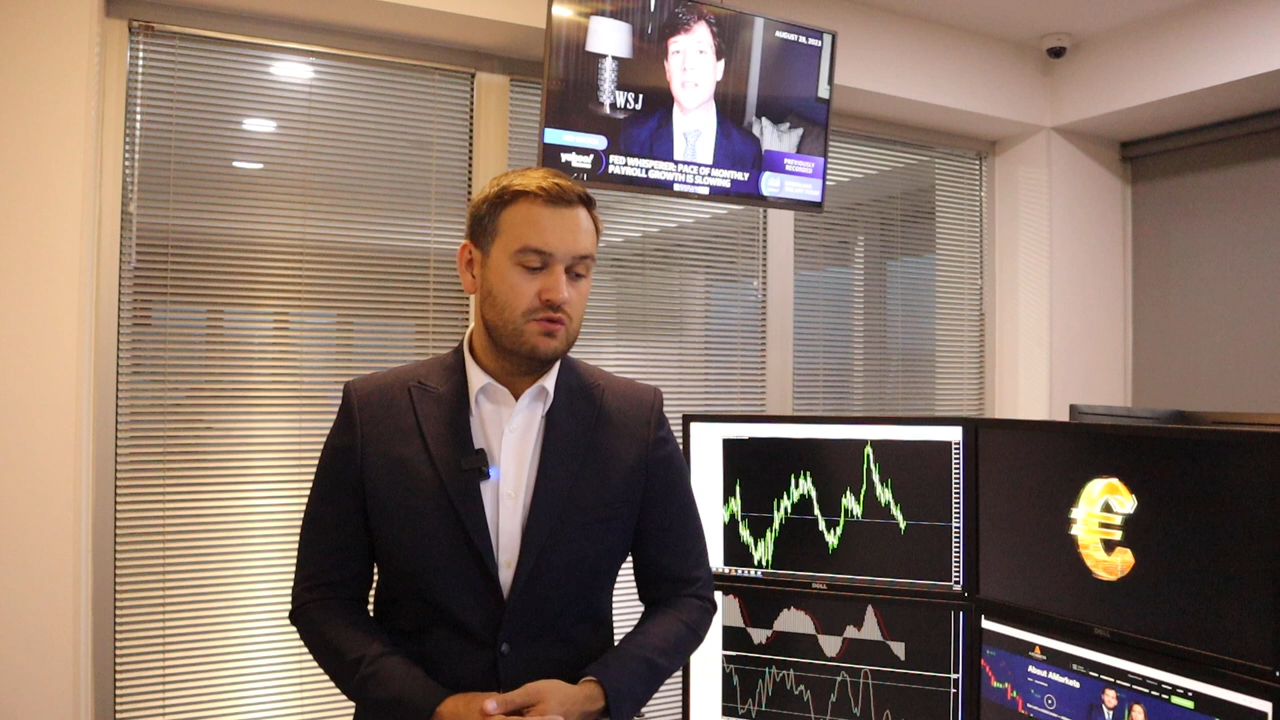 AUGUST 28, 2023
WSJ
yahoo!
FED WHISPERER: PACE OF MONTHLY
PAYROLL GROWTH IS SLOWING
PREVIOUSLY
RECORDED
DELL
€
DELL
About AMarkets